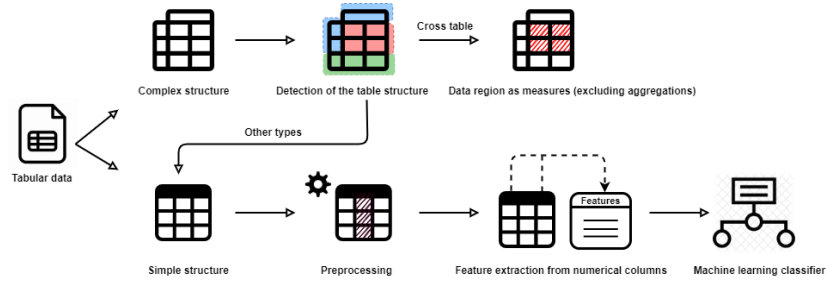 Cross table
Complex structure
Detection of the table structure
Data region as measures (excluding aggregations)
Other types
Tabular data
Features
Simple structure
Preprocessing
Feature extraction from numerical columns
Machine learning classifier